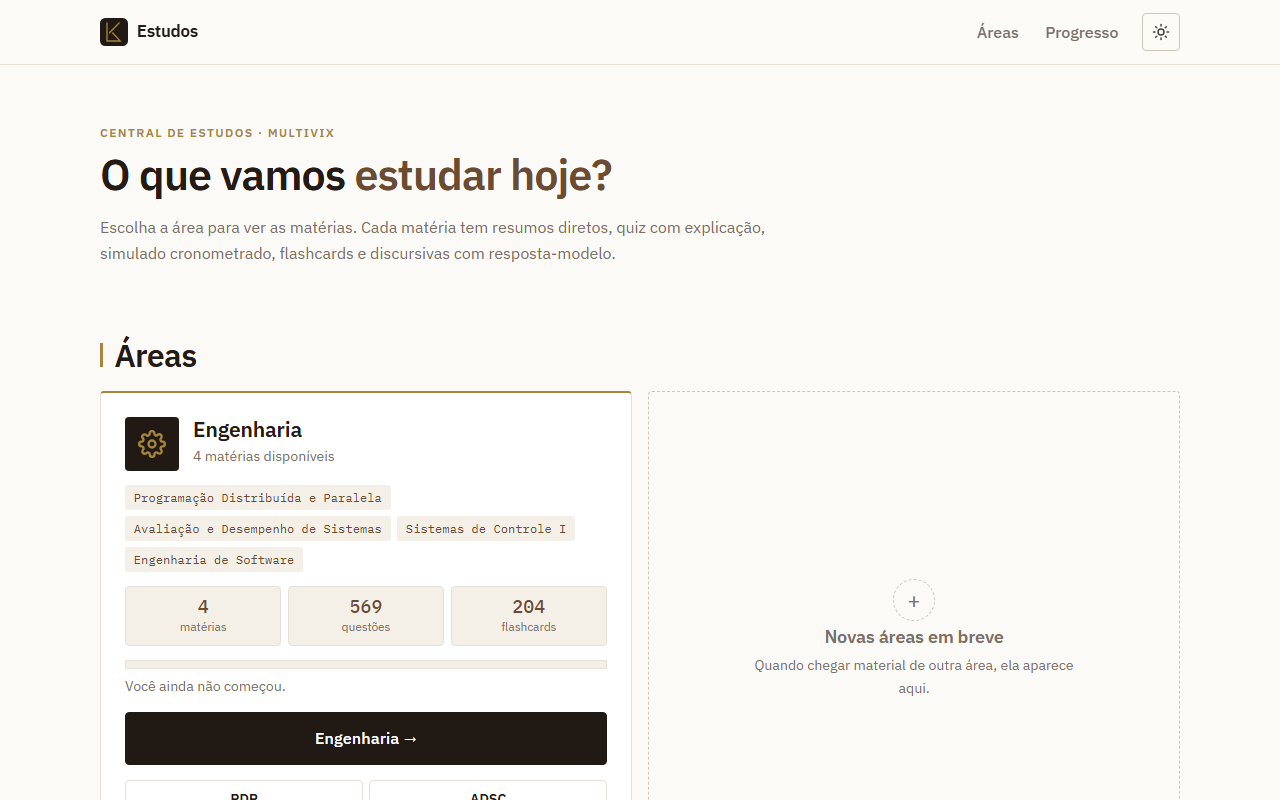 Estudos
Áreas
Progresso
CENTRAL DE ESTUDOS · MULTIVIX
O que vamos estudar hoje?
Escolha a área para ver as matérias. Cada matéria tem resumos diretos, quiz com explicação,
simulado cronometrado, flashcards e discursivas com resposta-modelo.
Áreas
Engenharia
4 matérias disponíveis
Programação Distribuída e Paralela
Avaliação e Desempenho de Sistemas
Sistemas de Controle I
Engenharia de Software
4
matérias
569
questões
204
flashcards
Você ainda não começou.
Engenharia →
ADSC
+
Novas áreas em breve
Quando chegar material de outra área, ela aparece
aqui.